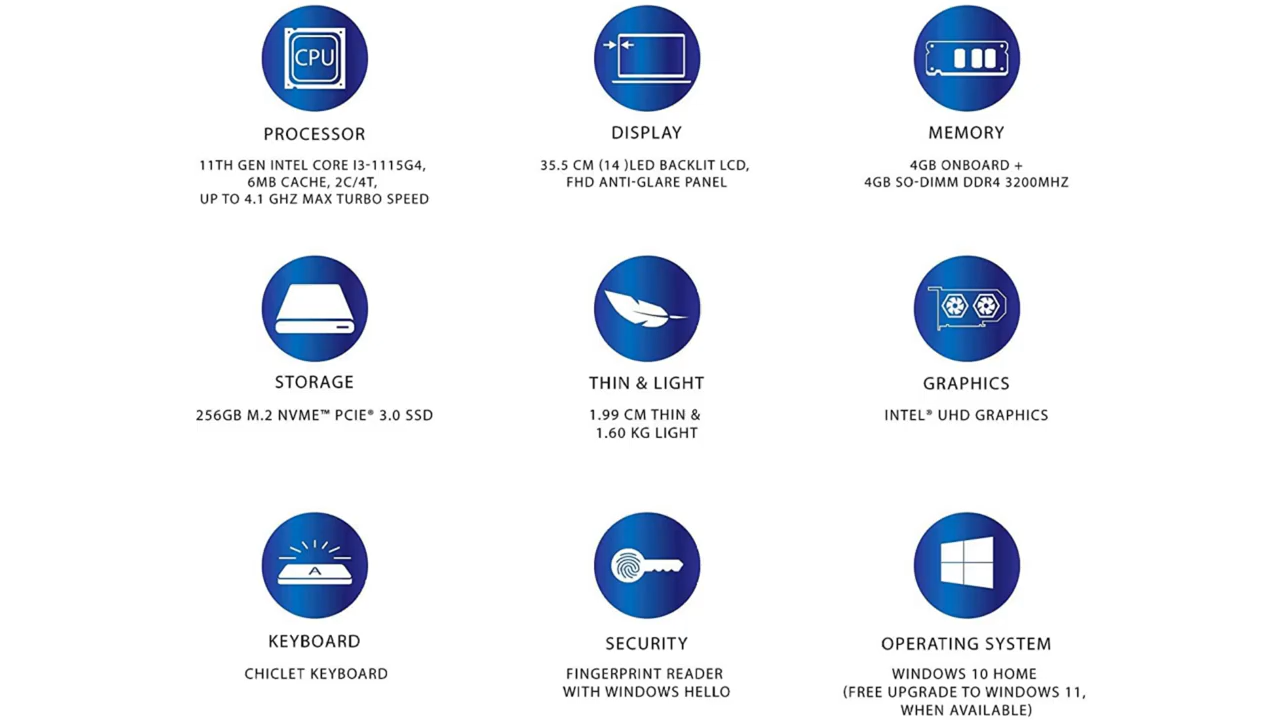 CPU
PROCESSOR
11TH GEN INTEL CORE I3-1115G4,
6MB CACHE, 2C/4T,
UP TO 4.1 GHZ MAX TURBO SPEED
DISPLAY
35.5 CM (14 )LED BACKLIT LCD,
FHD ANTI-GLARE PANEL
MEMORY
4GB ONBOARD +
4GB SO-DIMM DDR4 3200MHZ
STORAGE
256GB M.2 NVME™ PCIE® 3.0 SSD
THIN & LIGHT
1.99 CM THIN &
1.60 KG LIGHT
GRAPHICS
INTEL® UHD GRAPHICS
A
KEYBOARD
CHICLET KEYBOARD
SECURITY
FINGERPRINT READER
WITH WINDOWS HELLO
OPERATING SYSTEM
WINDOWS 10 HOME
(FREE UPGRADE TO WINDOWS 11,
WHEN AVAILABLE)